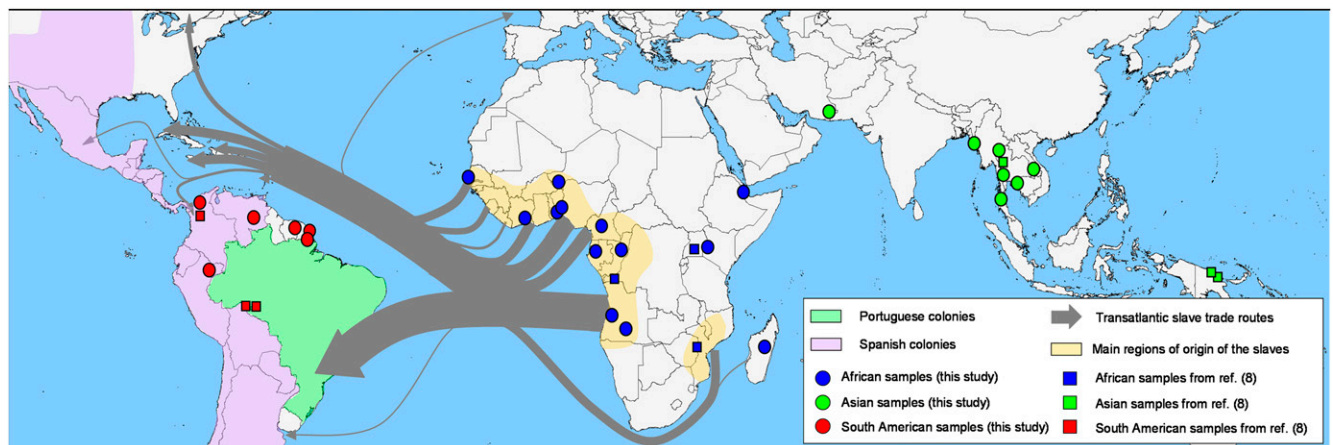 Portuguese colonies
Transatlantic slave trade routes
Spanish colonies
Main regions of origin of the slaves
African samples (this study)
African samples from ref. (8)
Asian samples (this study)
Asian samples from ref. (8)
South American samples (this study)
South American samples from ref. (8)